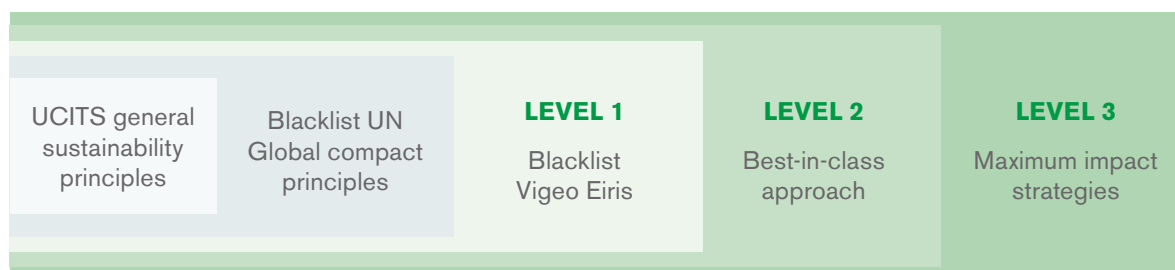 UCITS general
sustainability
principles
Blacklist UN
Global compact
principles
LEVEL 1
Blacklist
Vigeo Eiris
LEVEL 2
Best-in-class
approach
LEVEL 3
Maximum impact
strategies